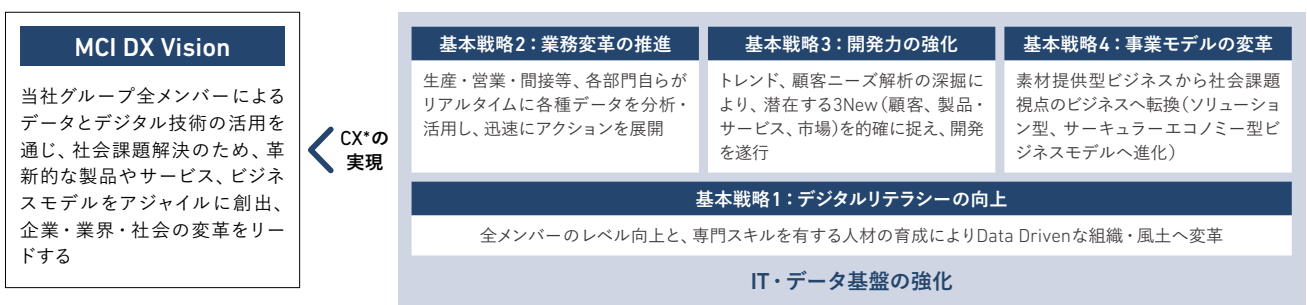 MCI DX Vision
当社グループ全メンバーによる
データとデジタル技術の活用を
通じ、社会課題解決のため、革
新的な製品やサービス、ビジネ
スモデルをアジャイルに創出、
企業・業界・社会の変革をリー
ドする
CX*の
実現
基本戦略2：業務変革の推進
生産・営業・間接等、各部門自らが
リアルタイムに各種データを分析・
活用し、迅速にアクションを展開
基本戦略3：開発力の強化
トレンド、顧客ニーズ解析の深掘に
より、潜在する3New（顧客、製品・
サービス、市場）を的確に捉え、開発
を遂行
基本戦略4：事業モデルの変革
素材提供型ビジネスから社会課題
視点のビジネスへ転換（ソリューショ
ン型、サーキュラーエコノミー型ビ
ジネスモデルへ進化）
基本戦略1：デジタルリテラシーの向上
全メンバーのレベル向上と、専門スキルを有する人材の育成によりData Drivenな組織・風土へ変革
IT・データ基盤の強化